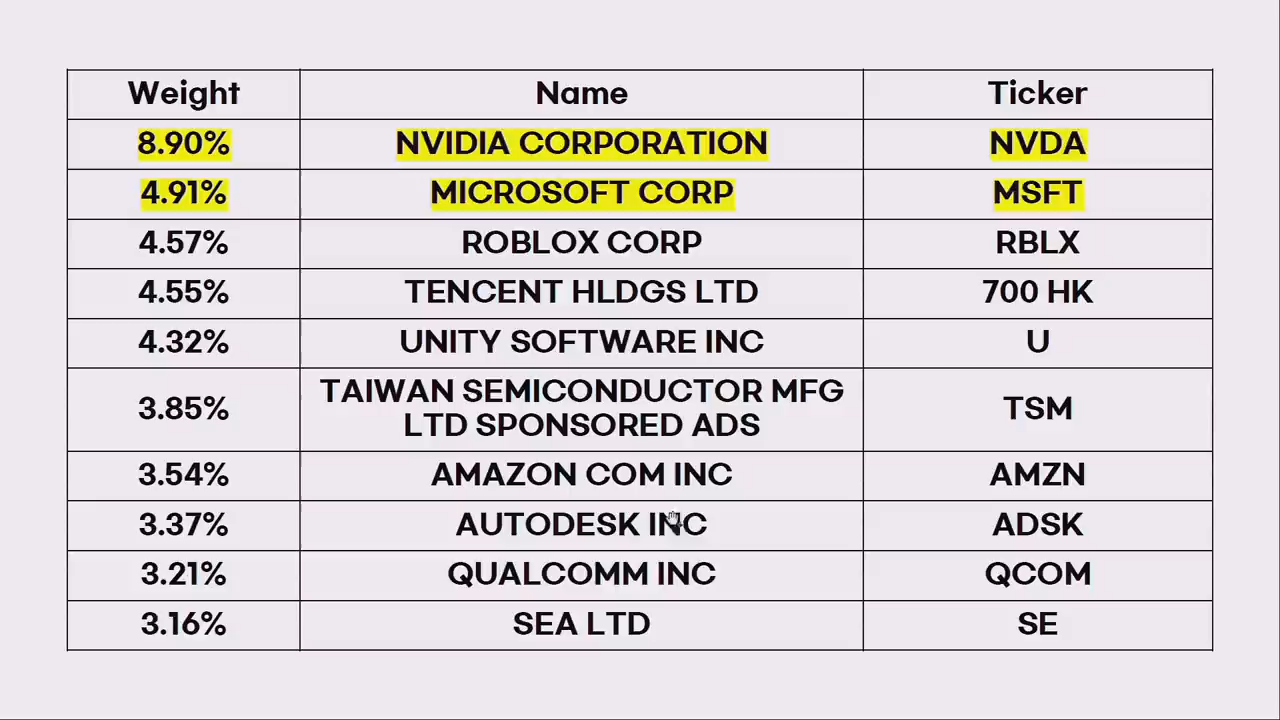 Weight Name Ticker
8.90% NVIDIA CORPORATION NVDA
4.91% MICROSOFT CORP MSFT
4.57% ROBLOX CORP RBLX
4.55% TENCENT HLDGS LTD 700 HK
4.32% UNITY SOFTWARE INC U
3.85% TAIWAN SEMICONDUCTOR MFG TSM
LTD SPONSORED ADS
3.54% AMAZON COM INC AMZN
3.37% AUTODESK INC ADSK
3.21% QUALCOMM INC QCOM
3.16% SEA LTD SE